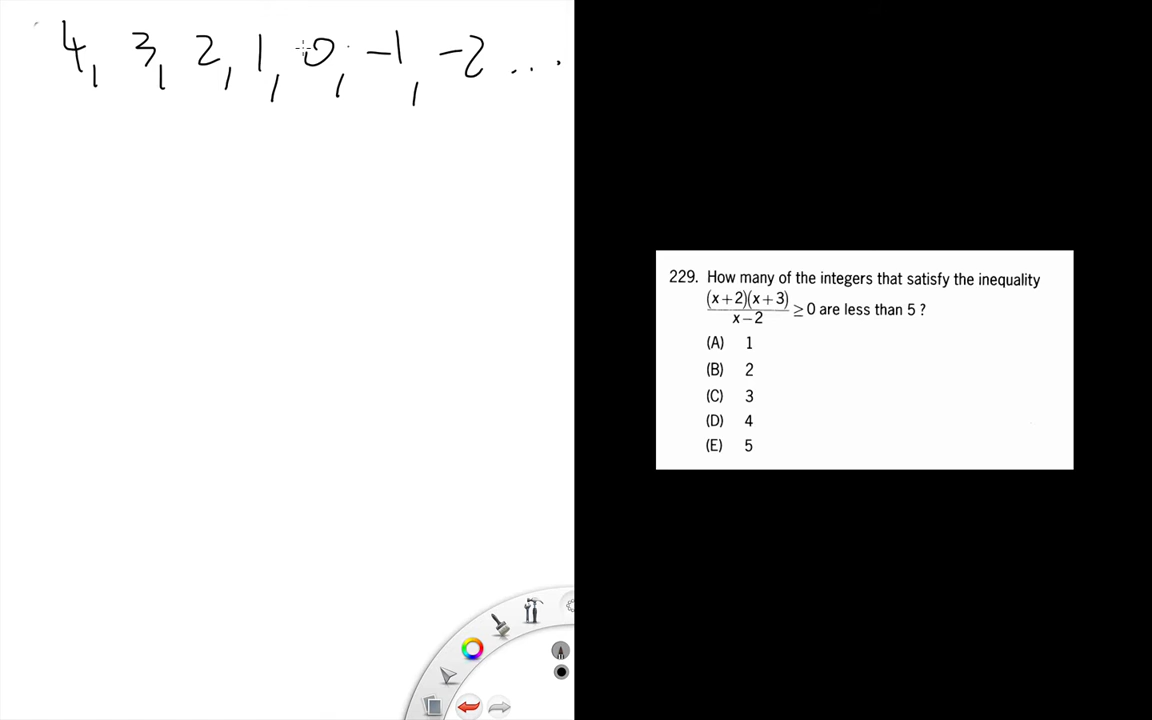 4, 3, 2, 1, 0, -1, -2 ...
229. How many of the integers that satisfy the inequality
(x+2)(x+3)
x-2
≥0 are less than 5 ?
(A) 1
(B) 2
(C) 3
(D) 4
(E) 5